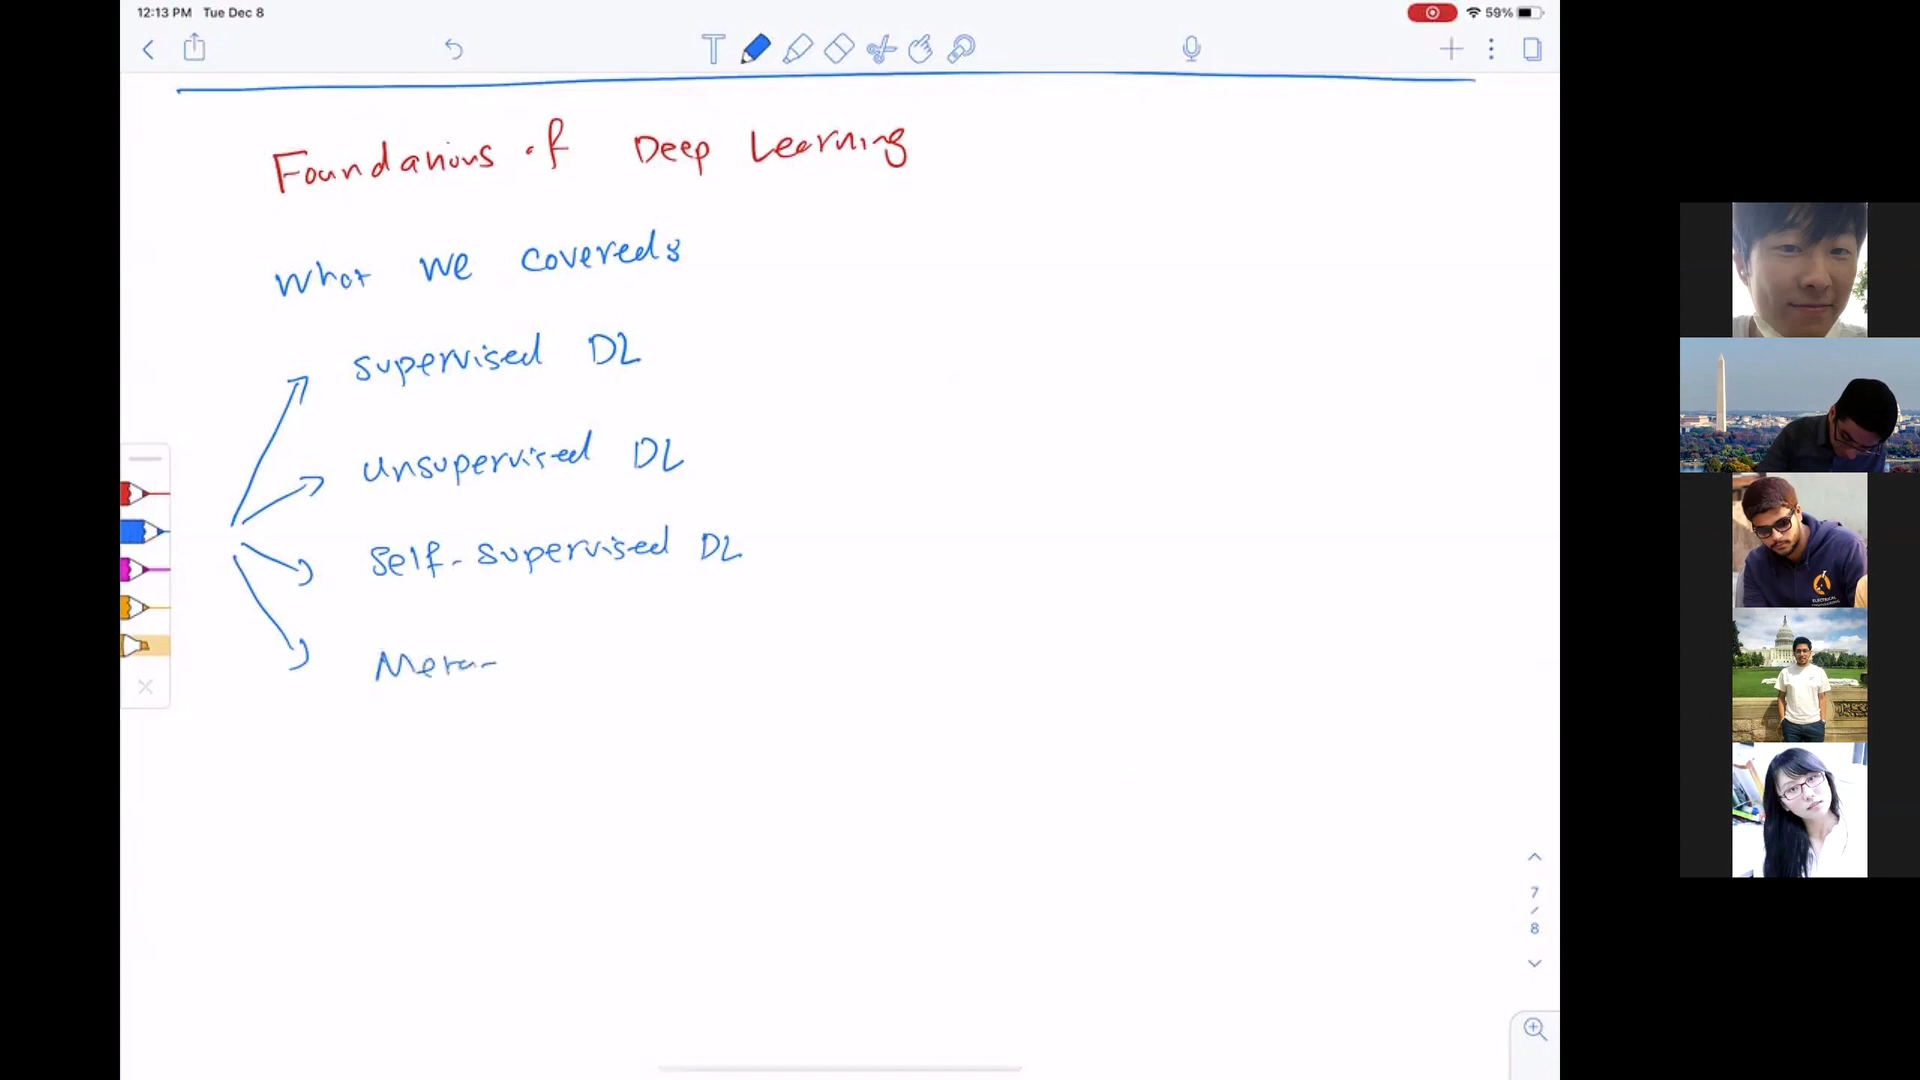 12:13 PM Tue Dec 8
59%
Foundations of Deep Learning
What we covered:
supervised DL
unsupervised DL
Self-supervised DL
Meta-
7
/
8
ELECTRICAL